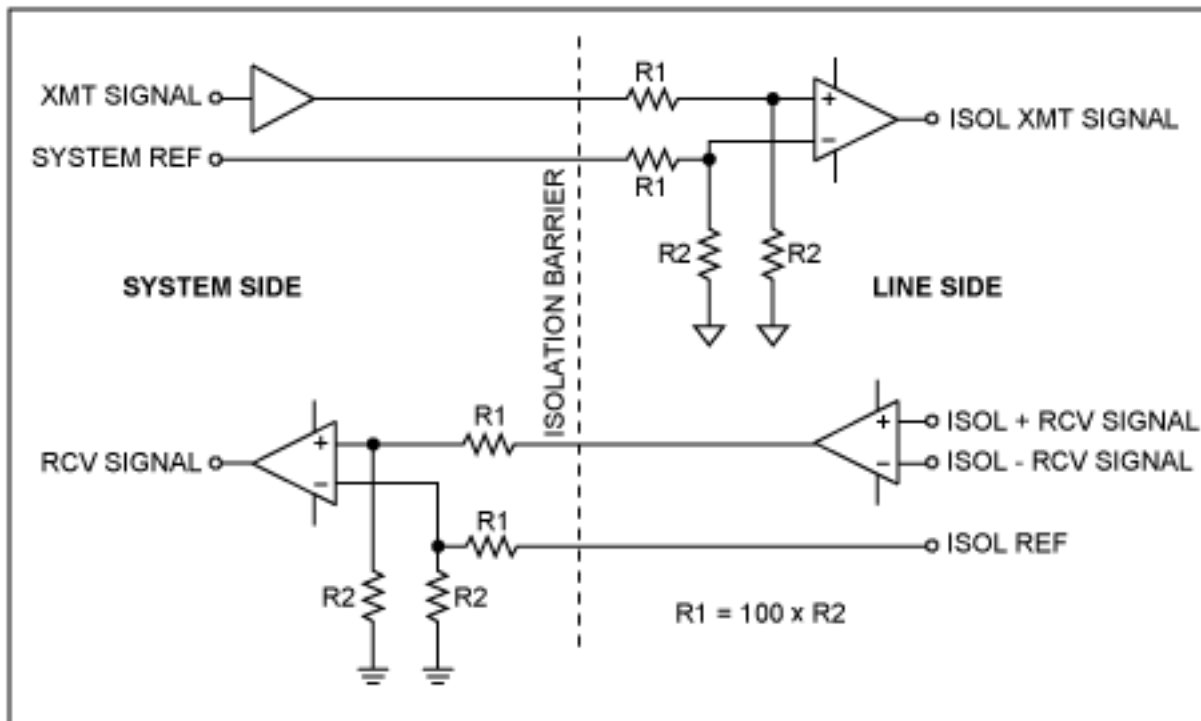 R1
XMT SIGNAL
+
ISOL XMT SIGNAL
−
SYSTEM REF
R1
ISOLATION BARRIER
R2
R2
SYSTEM SIDE
LINE SIDE
R1
+
+
ISOL + RCV SIGNAL
RCV SIGNAL
−
−
ISOL - RCV SIGNAL
R1
ISOL REF
R2
R2
R1 = 100 x R2